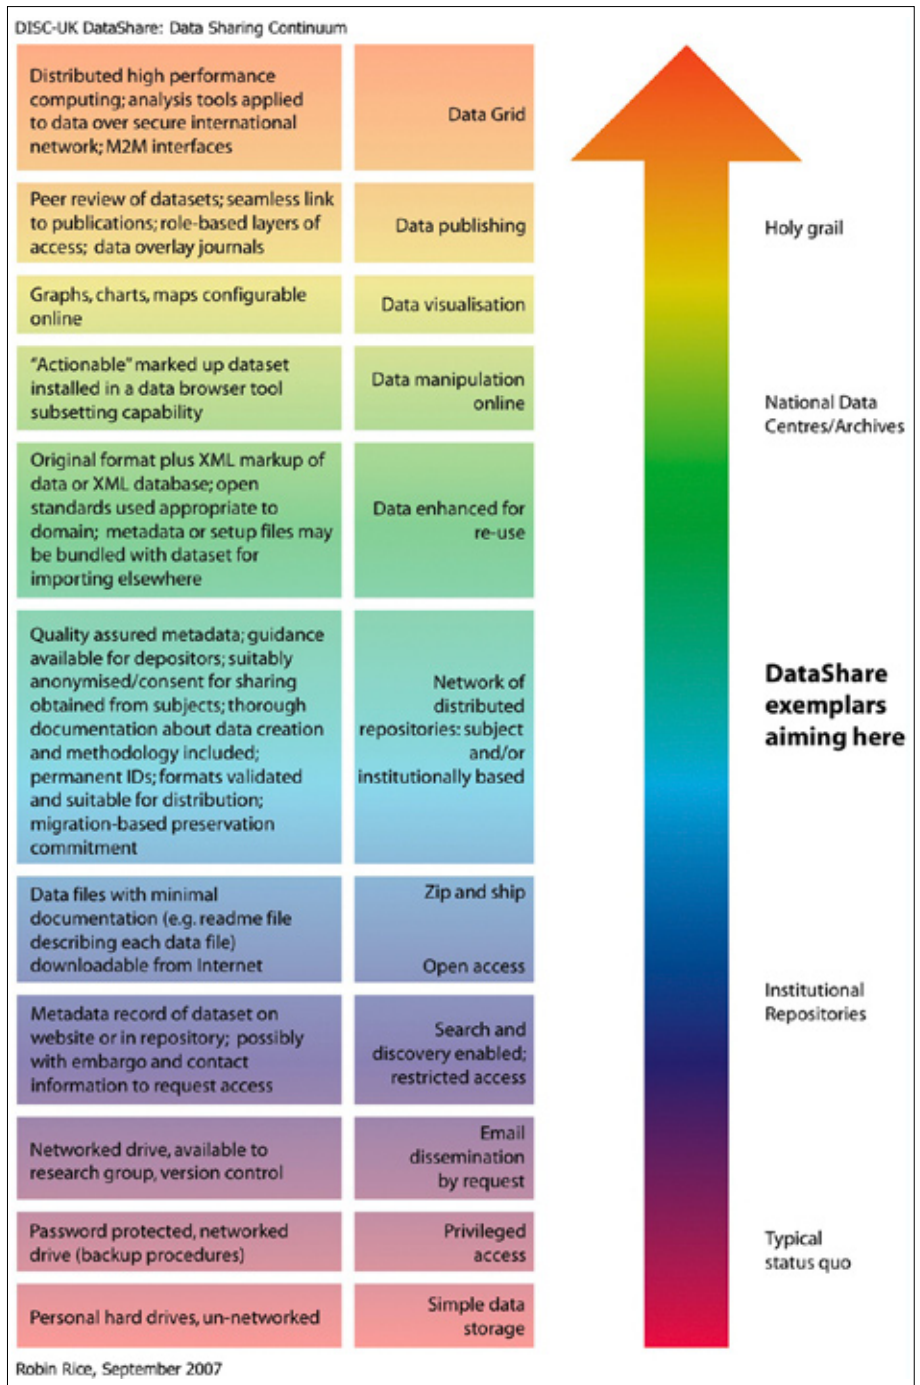 DISC-UK DataShare: Data Sharing Continuum
Distributed high performance
computing; analysis tools applied
to data over secure international
network; M2M interfaces
Data Grid
Peer review of datasets; seamless link
to publications; role-based layers of
access; data overlay journals
Data publishing
Holy grail
Graphs, charts, maps configurable
online
Data visualisation
“Actionable” marked up dataset
installed in a data browser tool
subsetting capability
Data manipulation
online
National Data
Centres/Archives
Original format plus XML markup of
data or XML database; open
standards used appropriate to
domain; metadata or setup files may
be bundled with dataset for
importing elsewhere
Data enhanced for
re-use
Quality assured metadata; guidance
available for depositors; suitably
anonymised/consent for sharing
obtained from subjects; thorough
documentation about data creation
and methodology included;
permanent IDs; formats validated
and suitable for distribution;
migration-based preservation
commitment
Network of
distributed
repositories: subject
and/or
institutionally based
DataShare
exemplars
aiming here
Data files with minimal
documentation (e.g. readme file
describing each data file)
downloadable from Internet
Zip and ship
Open access
Metadata record of dataset on
website or in repository; possibly
with embargo and contact
information to request access
Search and
discovery enabled;
restricted access
Institutional
Repositories
Networked drive, available to
research group, version control
Email
dissemination
by request
Password protected, networked
drive (backup procedures)
Privileged
access
Typical
status quo
Personal hard drives, un-networked
Simple data
storage
Robin Rice, September 2007